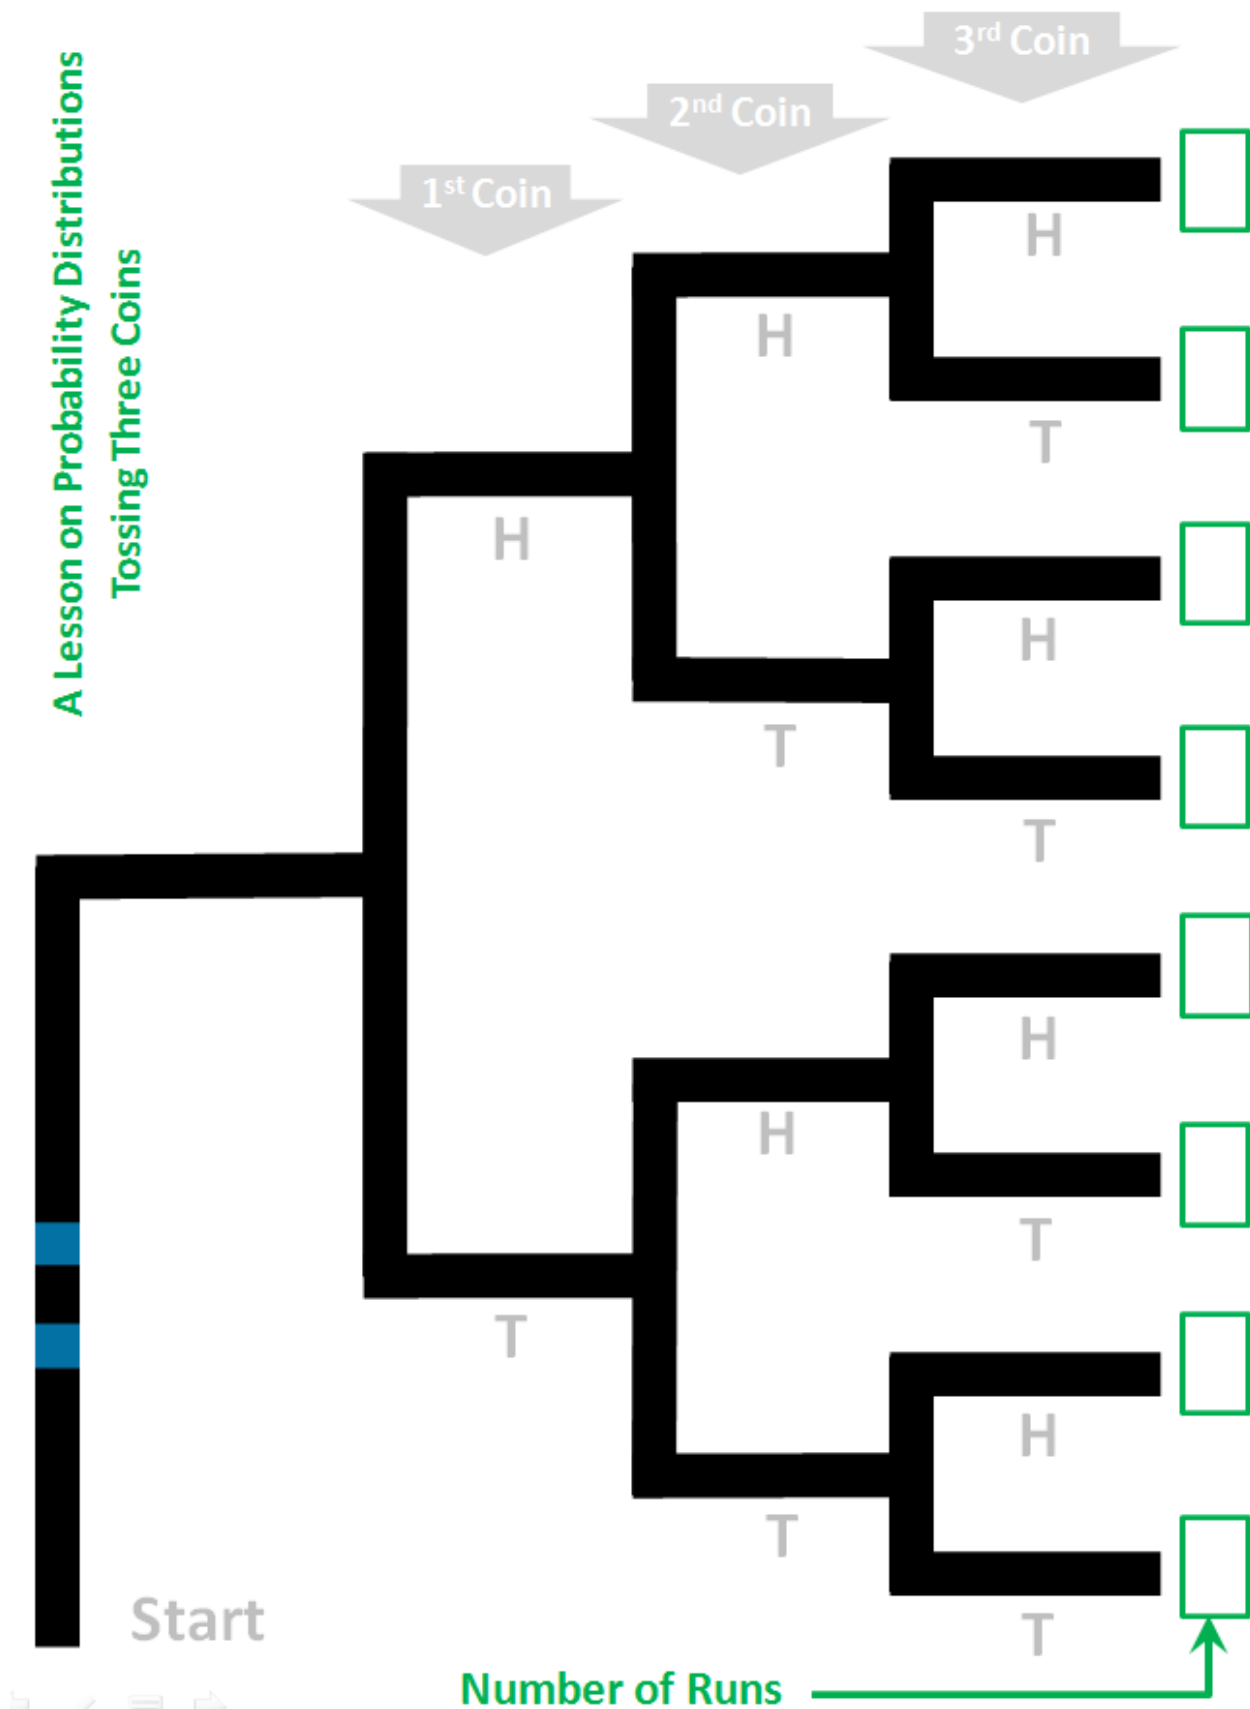 A Lesson on Probability Distributions
Tossing Three Coins
1st Coin
2nd Coin
3rd Coin
H
H
T
H
H
T
T
H
T
H
H
T
T
H
T
Start
Number of Runs